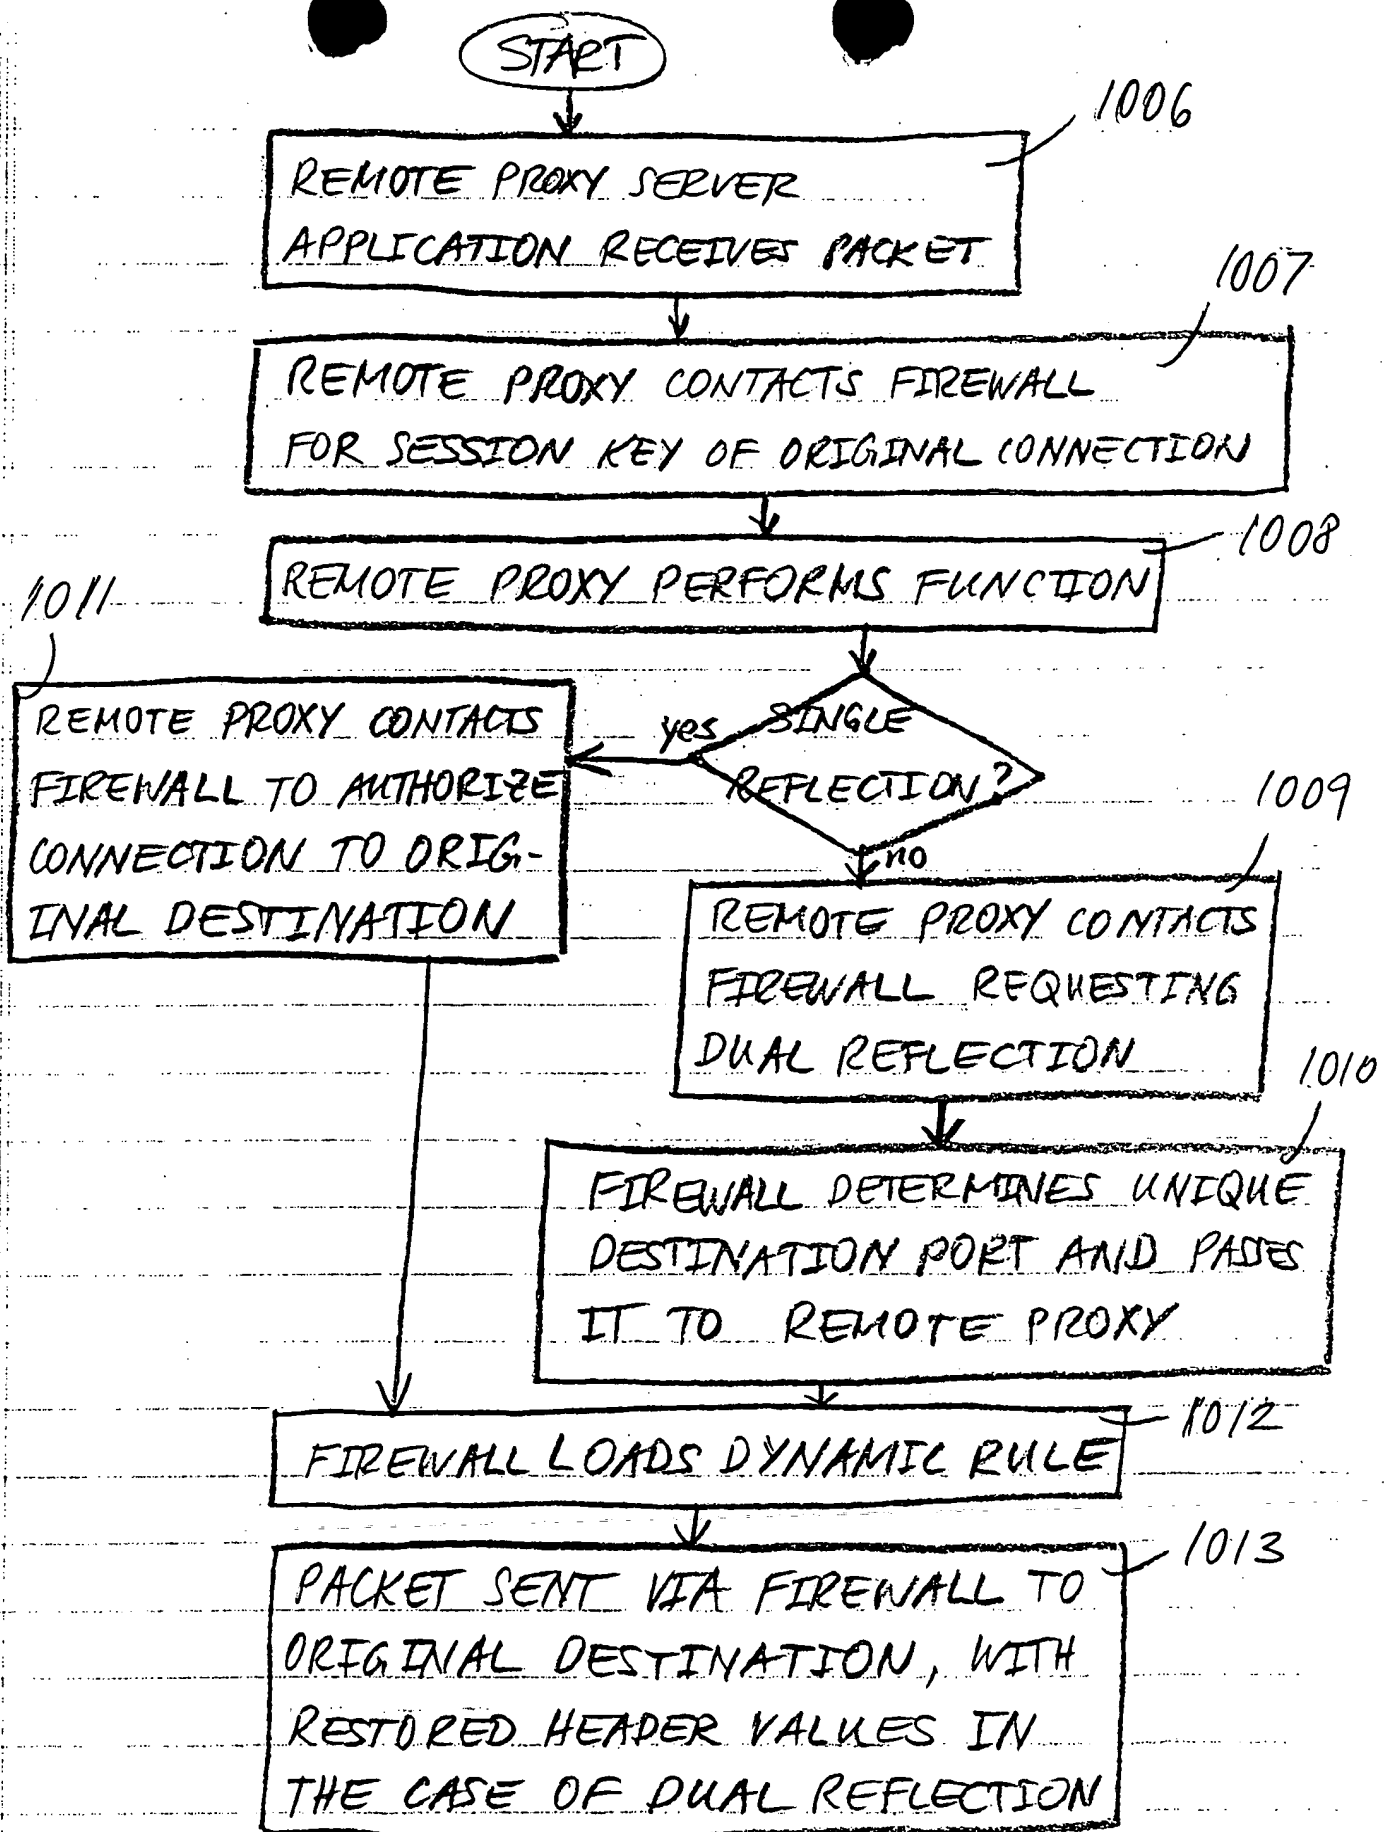 START
1006
REMOTE PROXY SERVER
APPLICATION RECEIVES PACKET
1007
REMOTE PROXY CONTACTS FIREWALL
FOR SESSION KEY OF ORIGINAL CONNECTION
1008
REMOTE PROXY PERFORMS FUNCTION
1011
REMOTE PROXY CONTACTS
FIREWALL TO AUTHORIZE
CONNECTION TO ORIG-
INAL DESTINATION
yes
SINGLE
REFLECTION?
no
1009
REMOTE PROXY CONTACTS
FIREWALL REQUESTING
DUAL REFLECTION
1010
FIREWALL DETERMINES UNIQUE
DESTINATION PORT AND PASSES
IT TO REMOTE PROXY
1012
FIREWALL LOADS DYNAMIC RULE
1013
PACKET SENT VIA FIREWALL TO
ORIGINAL DESTINATION, WITH
RESTORED HEADER VALUES IN
THE CASE OF DUAL REFLECTION